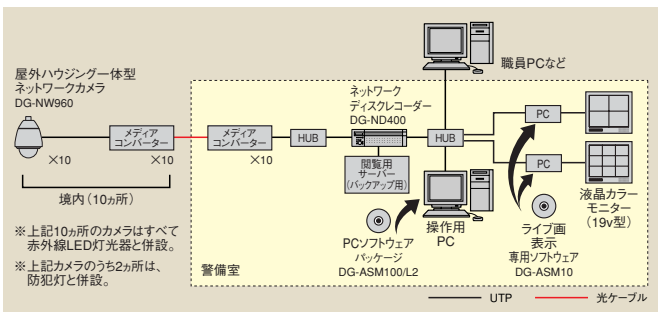 屋外ハウジング一体型
ネットワークカメラ
DG-NW960
×10
メディア
コンバーター
×10
境内(10ヵ所)
※上記10ヵ所のカメラはすべて
赤外線LED灯光器と併設。
※上記カメラのうち2ヵ所は、
防犯灯と併設。
メディア
コンバーター
×10
HUB
ネットワーク
ディスクレコーダー
DG-ND400
閲覧用
サーバー
(バックアップ用)
HUB
職員PCなど
PC
PC
液晶カラー
モニター
(19v型)
操作用
PC
PCソフトウェア
パッケージ
DG-ASM100/L2
ライブ画
表示
専用ソフトウェア
DG-ASM10
警備室
UTP
光ケーブル